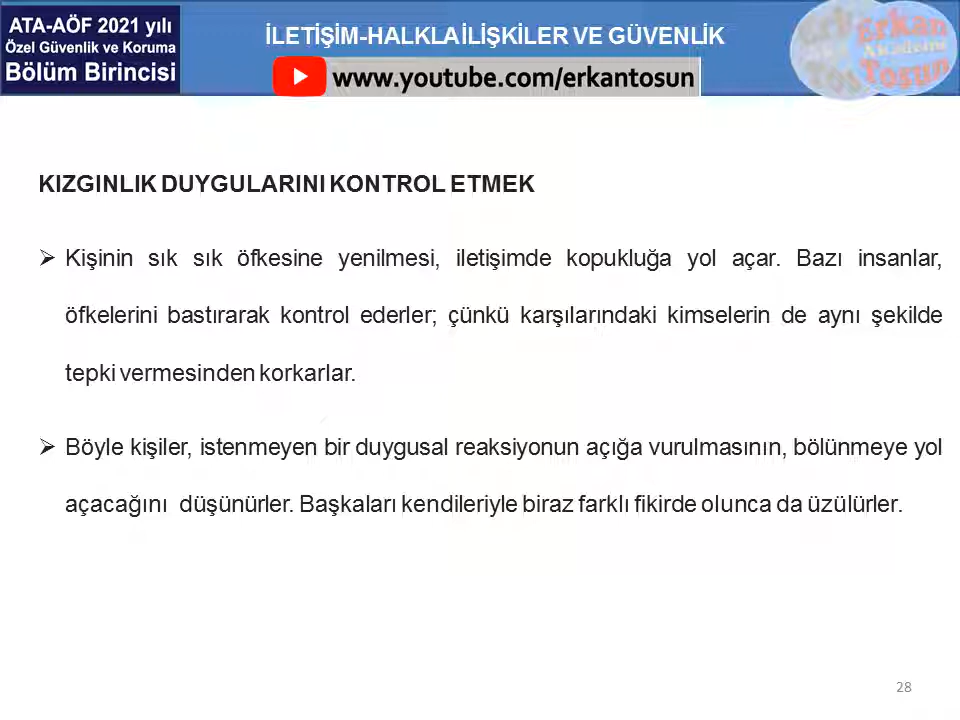 ATA-AÖF 2021 yılı
Özel Güvenlik ve Koruma
Bölüm Birincisi
İLETİŞİM-HALKLA İLİŞKİLER VE GÜVENLİK
www.youtube.com/erkantosun
Erkan
Akademi
Tosun
KIZGINLIK DUYGULARINI KONTROL ETMEK
➢ Kişinin sık sık öfkesine yenilmesi, iletişimde kopukluğa yol açar. Bazı insanlar,
öfkelerini bastırarak kontrol ederler; çünkü karşılarındaki kimselerin de aynı şekilde
tepki vermesinden korkarlar.
➢ Böyle kişiler, istenmeyen bir duygusal reaksiyonun açığa vurulmasının, bölünmeye yol
açacağını düşünürler. Başkaları kendileriyle biraz farklı fikirde olunca da üzülürler.
28